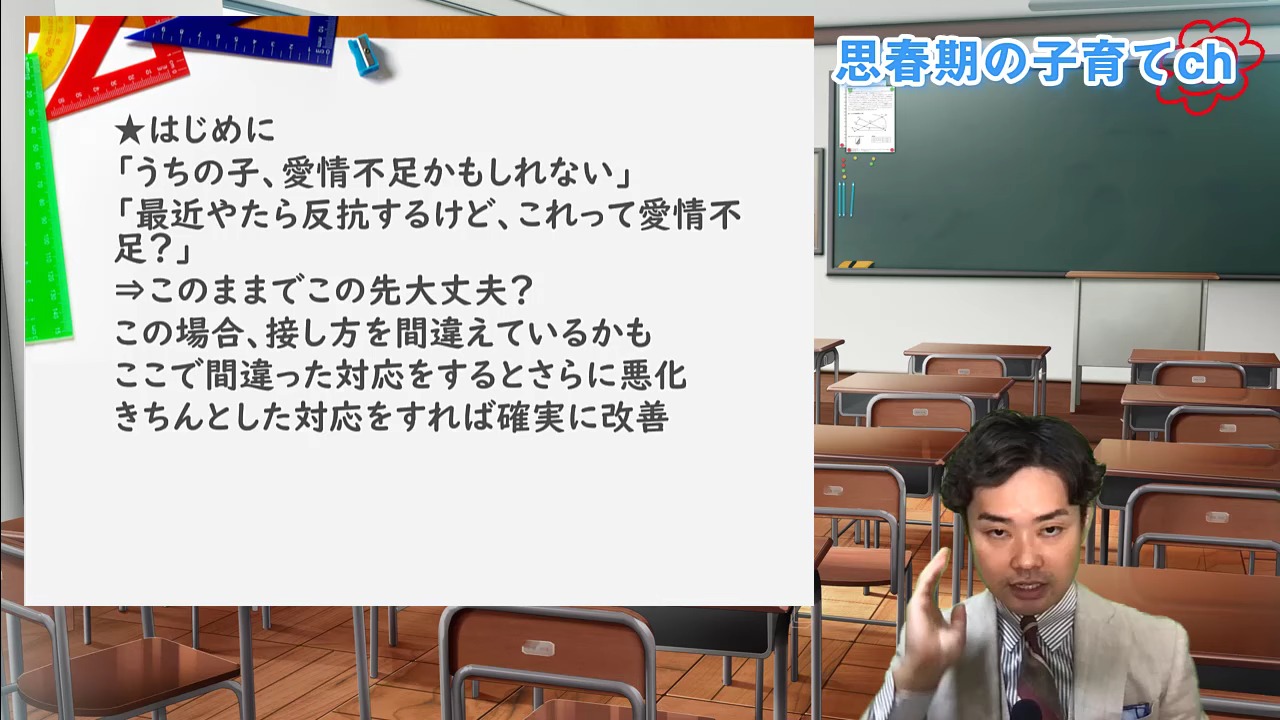 思春期の子育てch
★はじめに
「うちの子、愛情不足かもしれない」
「最近やたら反抗するけど、これって愛情不
足？」
⇒このままでこの先大丈夫？
この場合、接し方を間違えているかも
ここで間違った対応をするとさらに悪化
きちんとした対応をすれば確実に改善